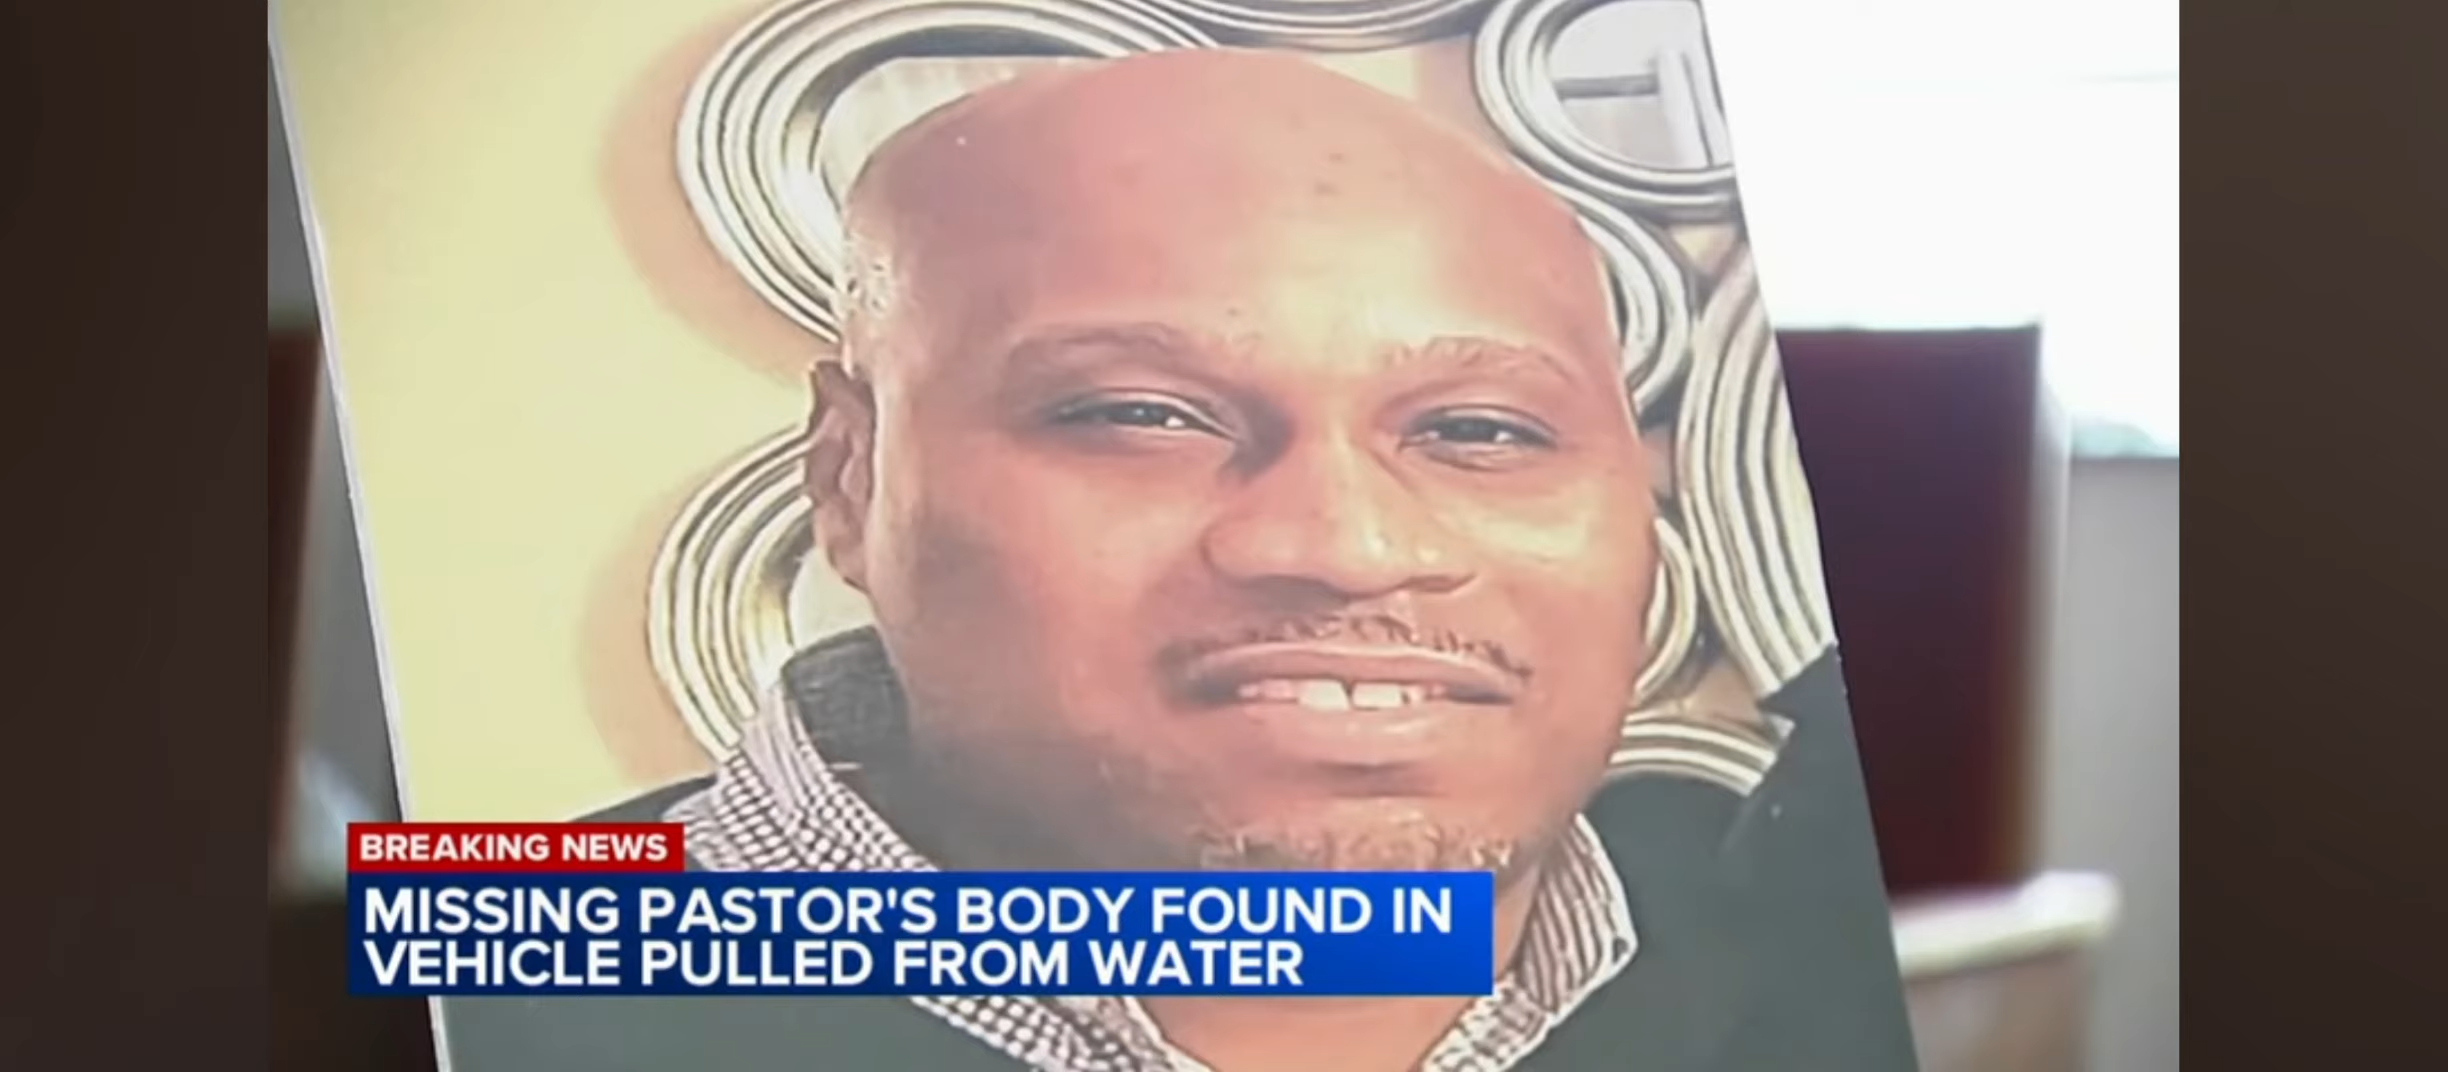 BREAKING NEWS
MISSING PASTOR'S BODY FOUND IN
VEHICLE PULLED FROM WATER